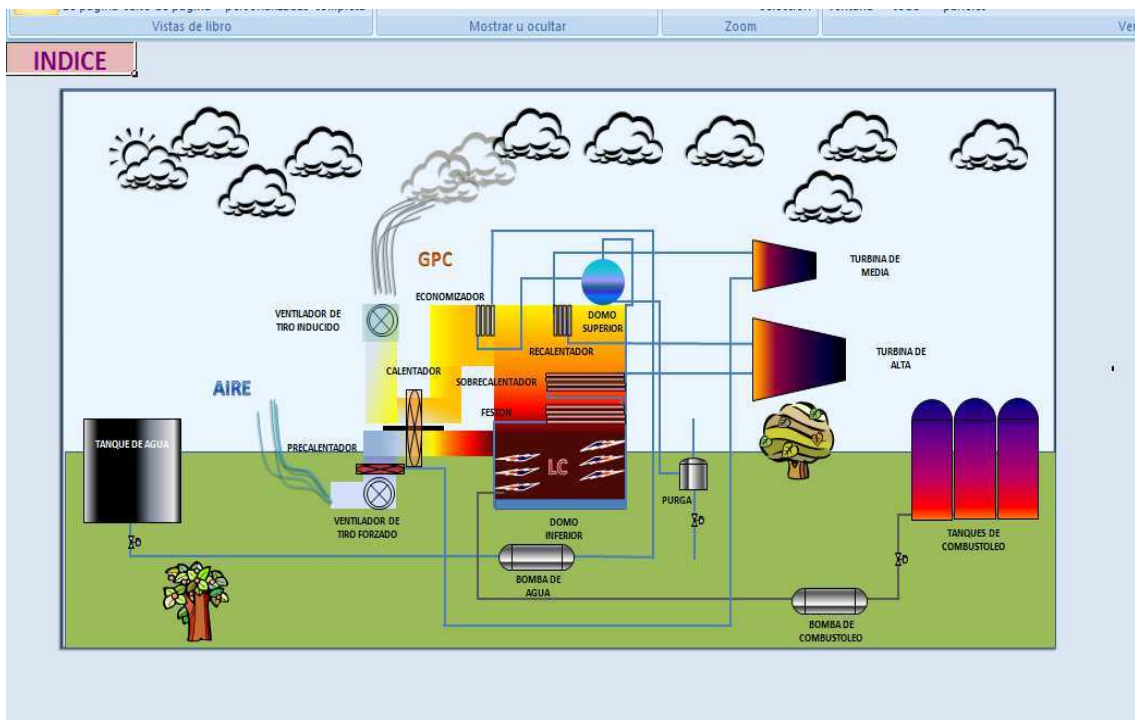 Vistas de libro
Mostrar u ocultar
Zoom
INDICE
GPC
TURBINA DE
MEDIA
ECONOMIZADOR
VENTILADOR DE
TIRO INDUCIDO
DOMO
SUPERIOR
RECALENTADOR
TURBINA DE
ALTA
CALENTADOR
AIRE
SOBRECALENTADOR
FESTON
TANQUE DE AGUA
PRECALENTADOR
LC
PURGA
VENTILADOR DE
TIRO FORZADO
DOMO
INFERIOR
TANQUES DE
COMBUSTOLEO
BOMBA DE
AGUA
BOMBA DE
COMBUSTOLEO